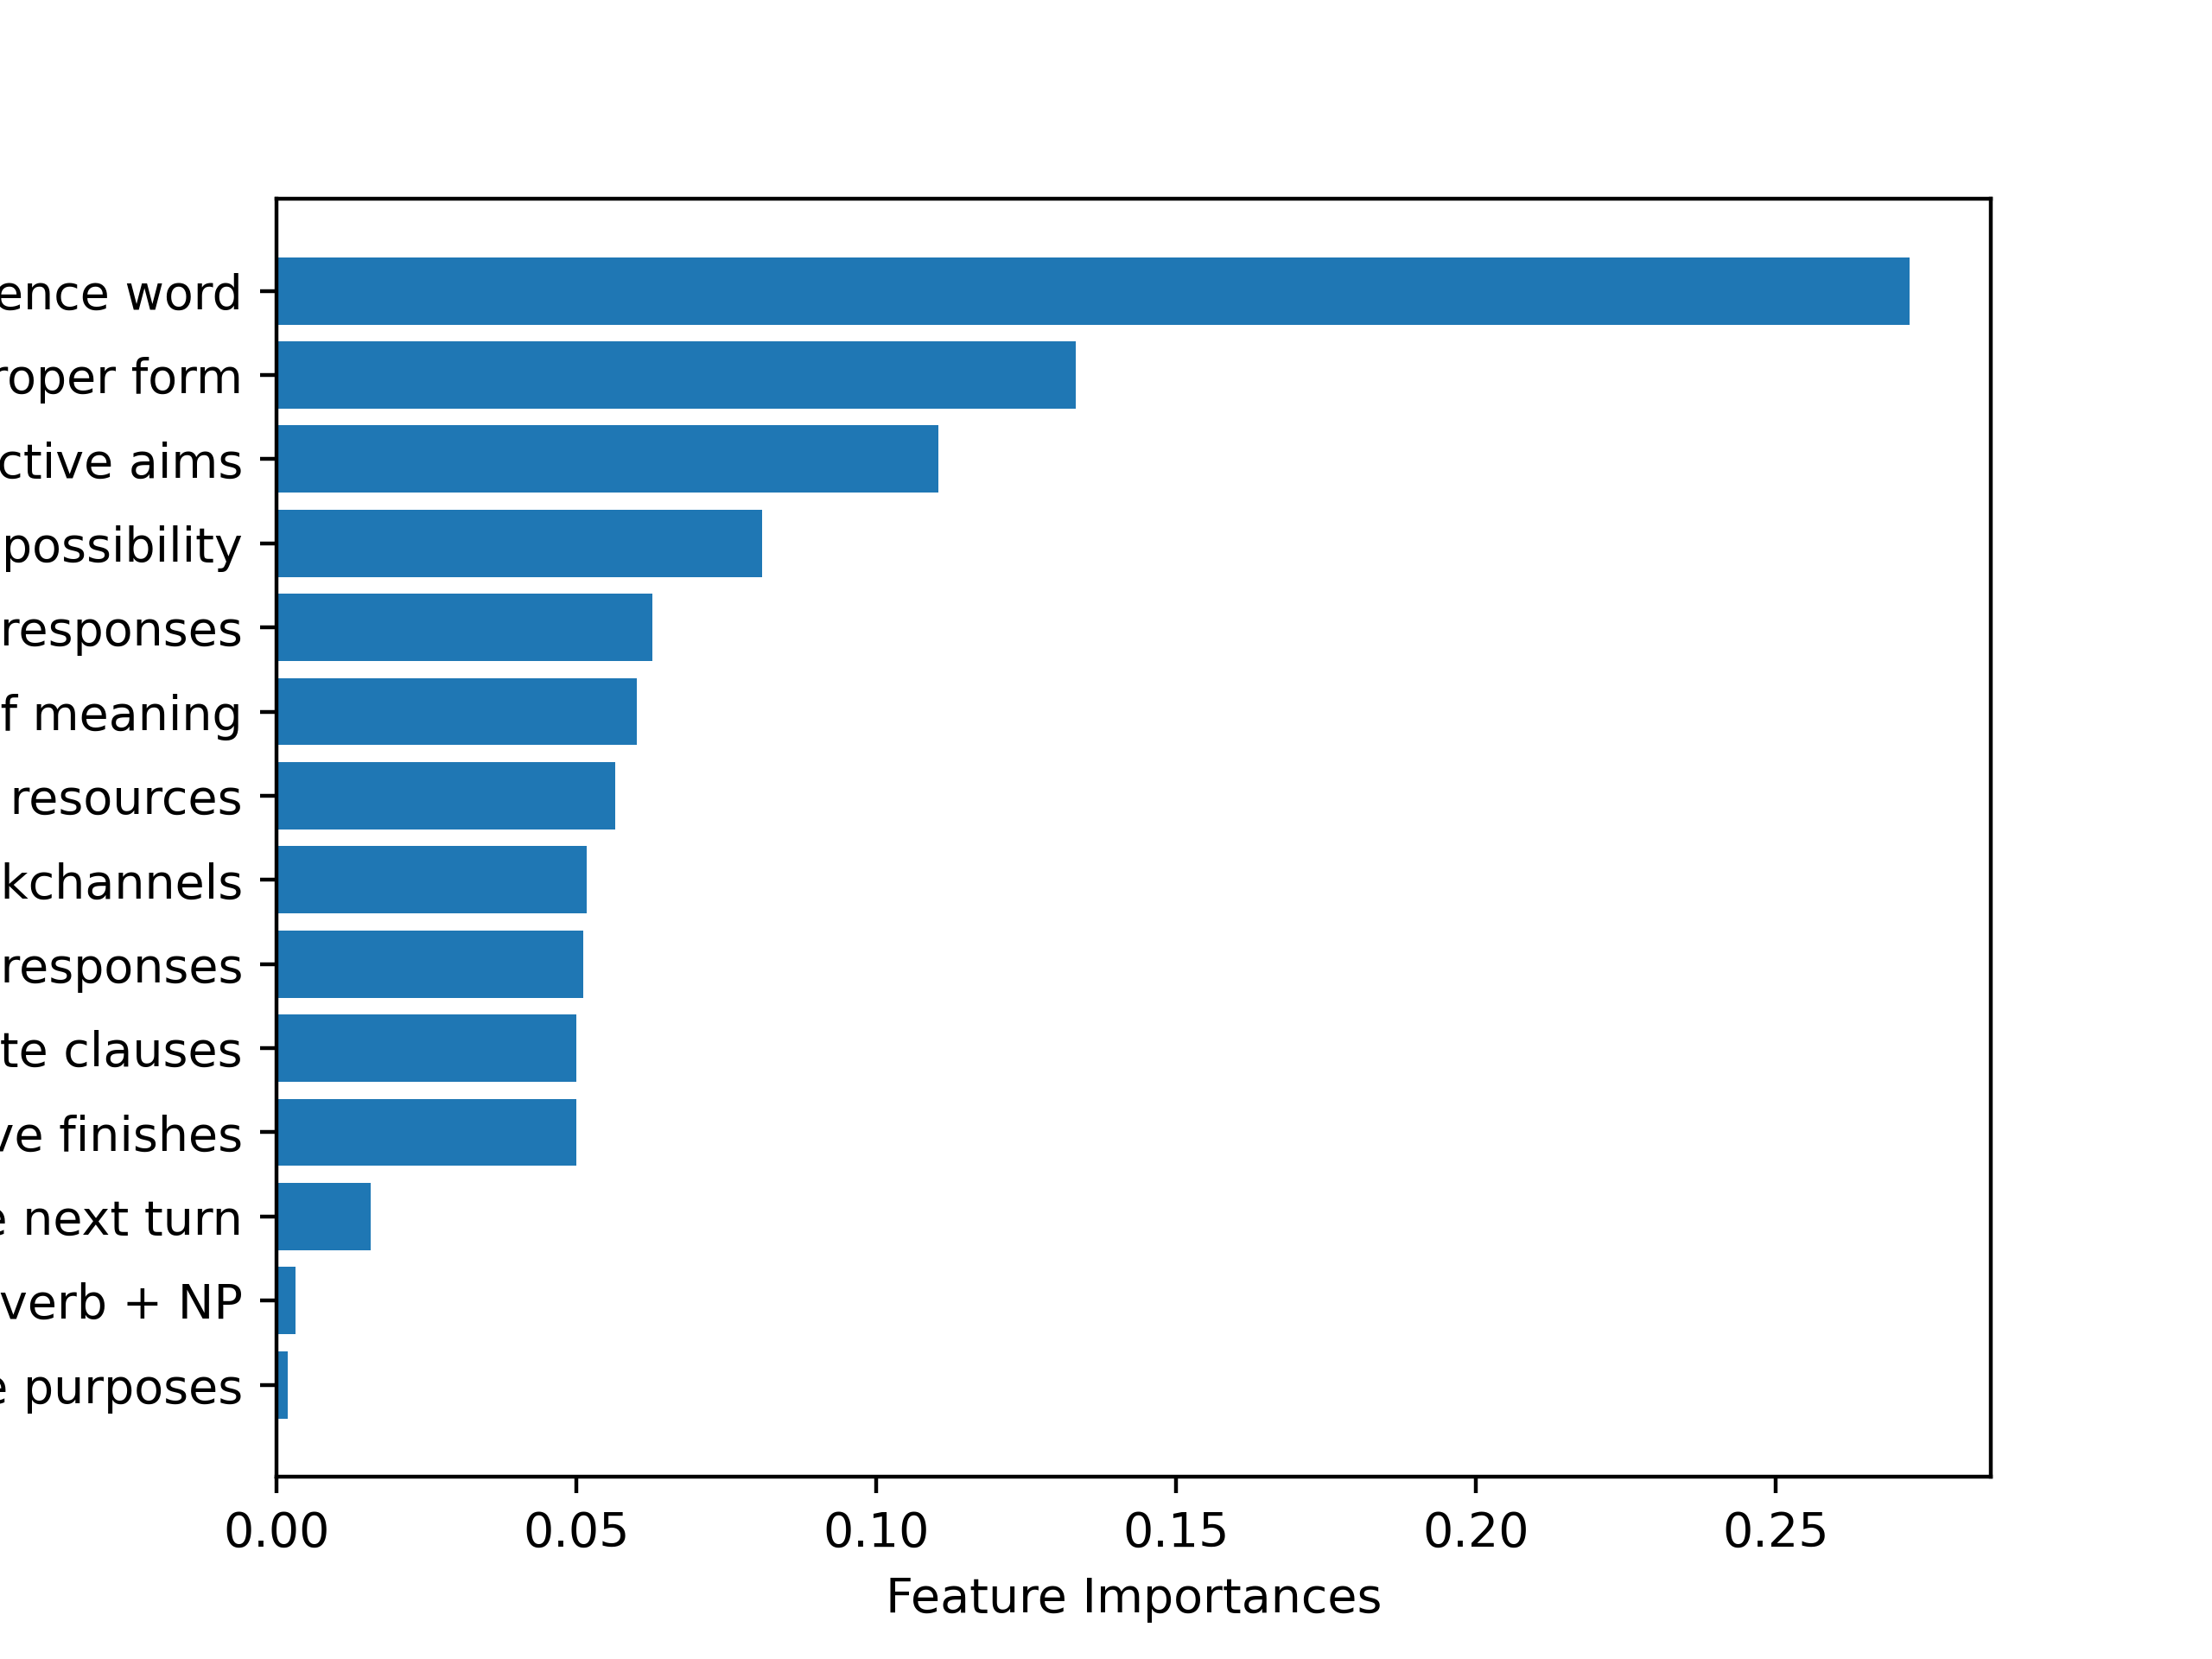 ence word
roper form
ctive aims
possibility
responses
f meaning
resources
kchannels
responses
te clauses
ve finishes
e next turn
verb + NP
e purposes
0.00 0.05 0.10 0.15 0.20 0.25
Feature Importances